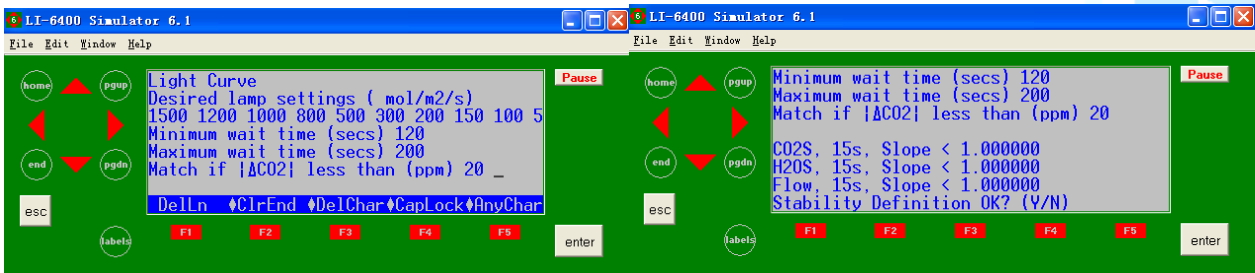 LI-6400 Simulator 6.1
File Edit Window Help
home
pgup
end
pgdn
esc
labels
Light Curve
Desired lamp settings ( mol/m2/s)
1500 1200 1000 800 500 300 200 150 100 5
Minimum wait time (secs) 120
Maximum wait time (secs) 200
Match if |ΔCO2| less than (ppm) 20 _
DelLn ♦ClrEnd ♦DelChar♦CapLock♦AnyChar
F1 F2 F3 F4 F5
Pause
enter
LI-6400 Simulator 6.1
File Edit Window Help
home
pgup
end
pgdn
esc
labels
Minimum wait time (secs) 120
Maximum wait time (secs) 200
Match if |ΔCO2| less than (ppm) 20
CO2S, 15s, Slope < 1.000000
H2OS, 15s, Slope < 1.000000
Flow, 15s, Slope < 1.000000
Stability Definition OK? (Y/N)
F1 F2 F3 F4 F5
Pause
enter